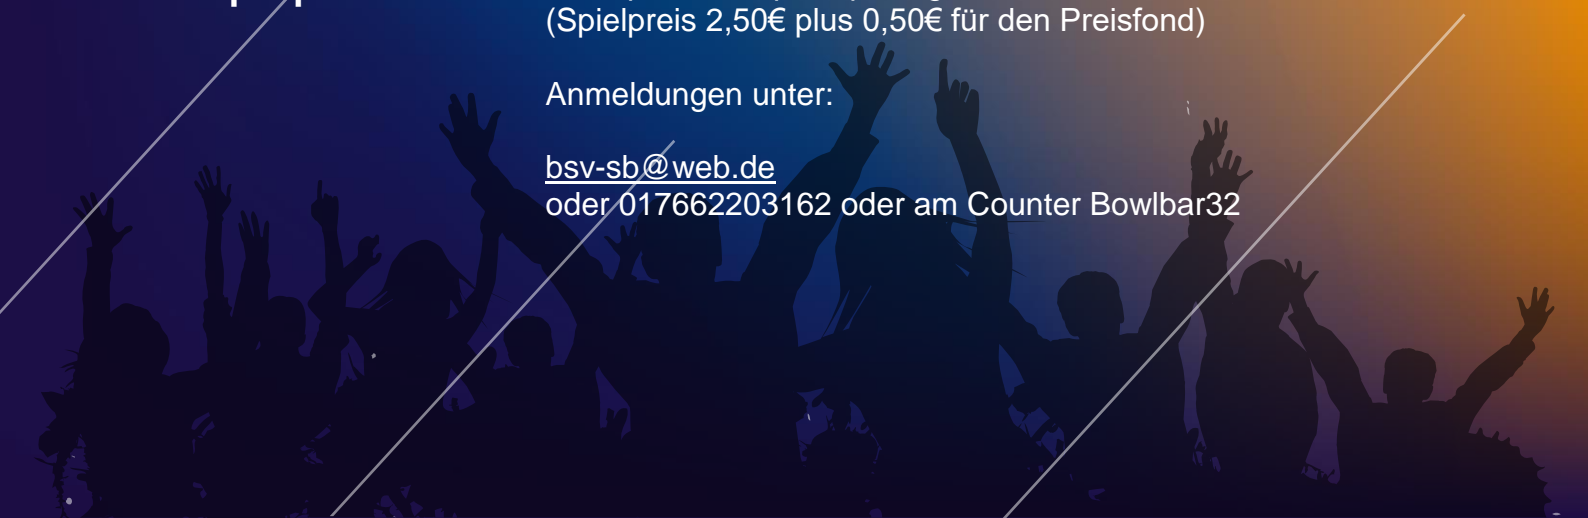 (Spielpreis 2,50€ plus 0,50€ für den Preisfond)
Anmeldungen unter:
bsv-sb@web.de
oder 017662203162 oder am Counter Bowlbar32